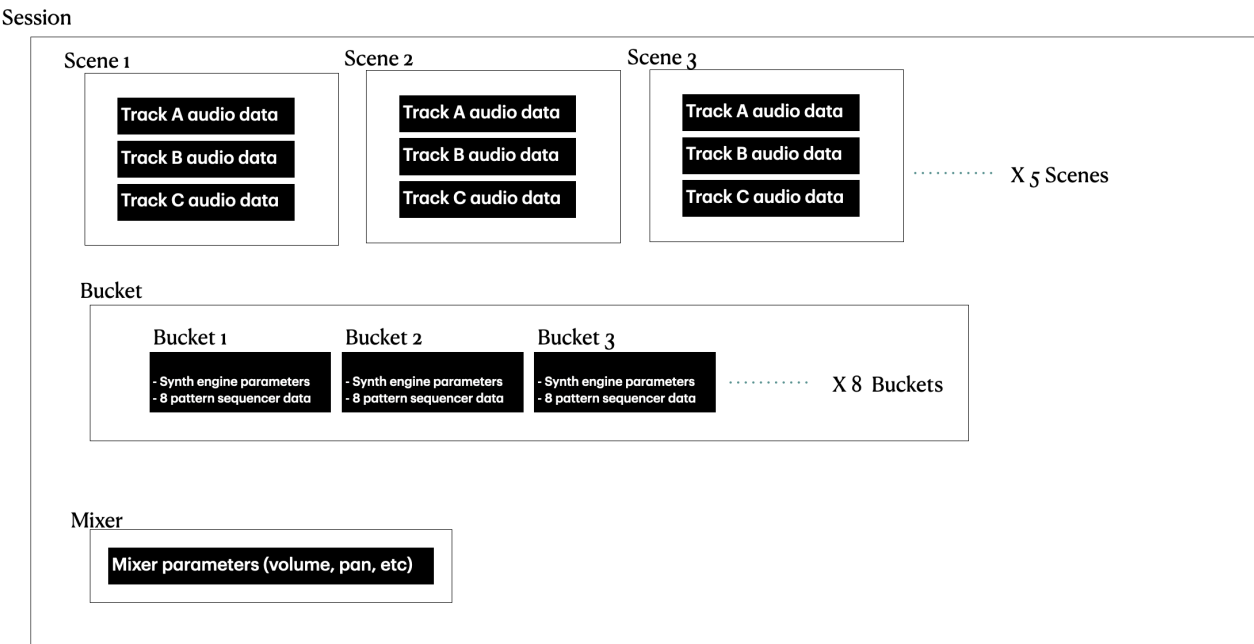 Session
Scene 1
Track A audio data
Track B audio data
Track C audio data
Scene 2
Track A audio data
Track B audio data
Track C audio data
Scene 3
Track A audio data
Track B audio data
Track C audio data
X 5 Scenes
Bucket
Bucket 1
- Synth engine parameters
- 8 pattern sequencer data
Bucket 2
- Synth engine parameters
- 8 pattern sequencer data
Bucket 3
- Synth engine parameters
- 8 pattern sequencer data
X 8 Buckets
Mixer
Mixer parameters (volume, pan, etc)